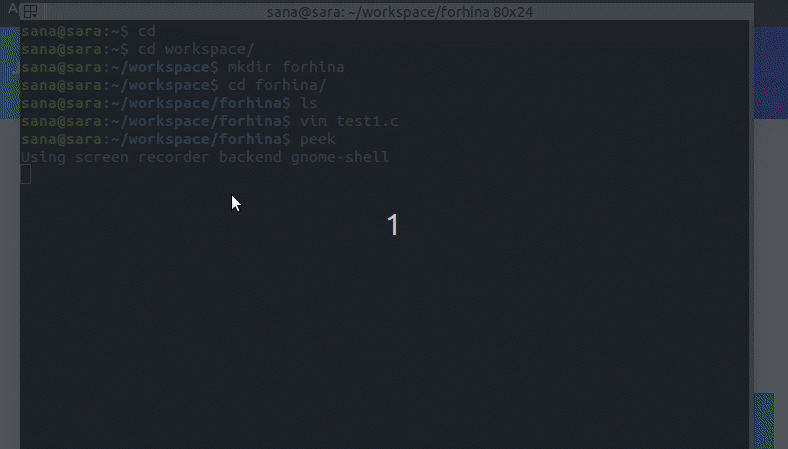 sana@sara: ~/workspace/forhina 80x24
sana@sara:~$ cd
sana@sara:~$ cd workspace/
sana@sara:~/workspace$ mkdir forhina
sana@sara:~/workspace$ cd forhina/
sana@sara:~/workspace/forhina$ ls
sana@sara:~/workspace/forhina$ vim test1.c
sana@sara:~/workspace/forhina$ peek
Using screen recorder backend gnome-shell
1